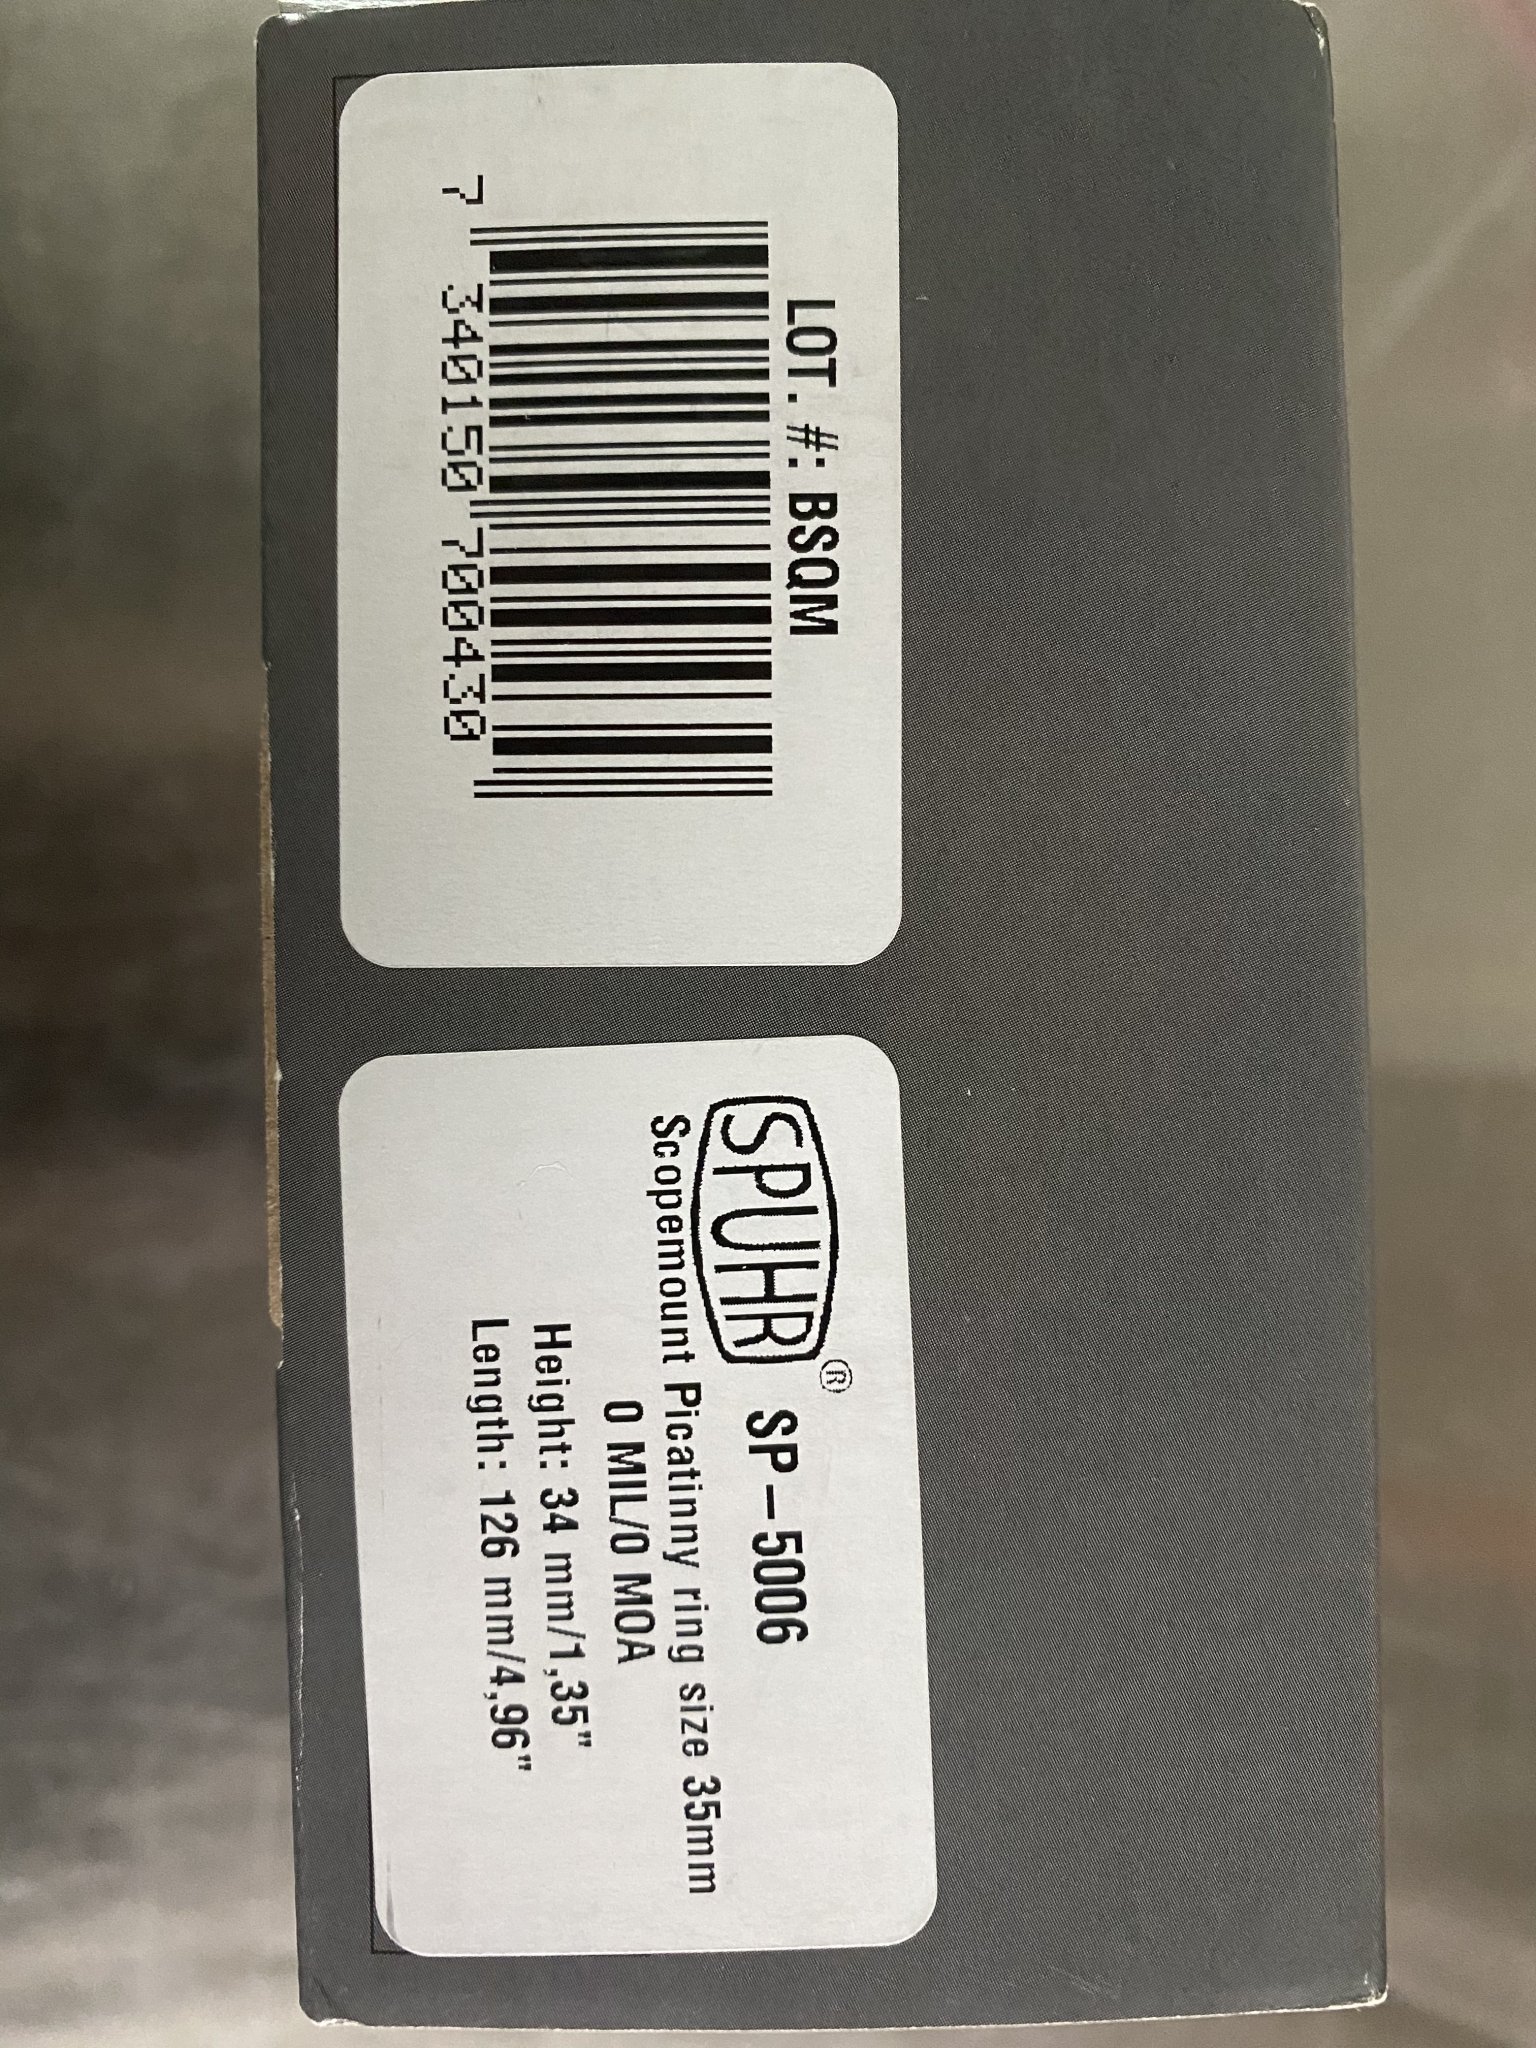 LOT. #: BSQM
7 340150 700430
SPUHR® SP-5006
Scopemount Picatinny ring size 35mm
0 MIL/0 MOA
Height: 34 mm/1,35"
Length: 126 mm/4,96"